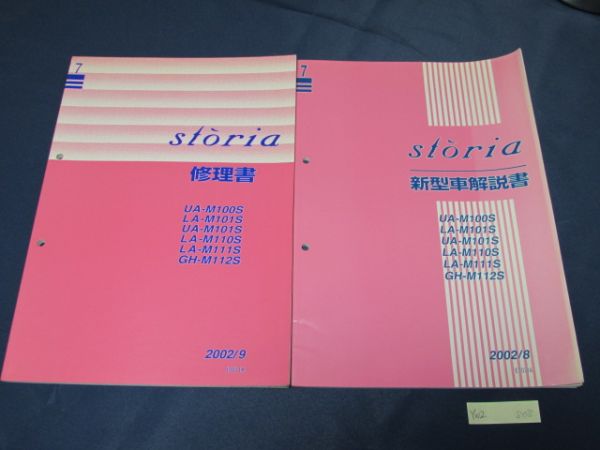 7
stòria
修理書
UA-M100S
LA-M101S
UA-M101S
LA-M110S
LA-M111S
GH-M112S
2002/9
7
stòria
新型車解説書
UA-M100S
LA-M101S
UA-M101S
LA-M110S
LA-M111S
GH-M112S
2002/8